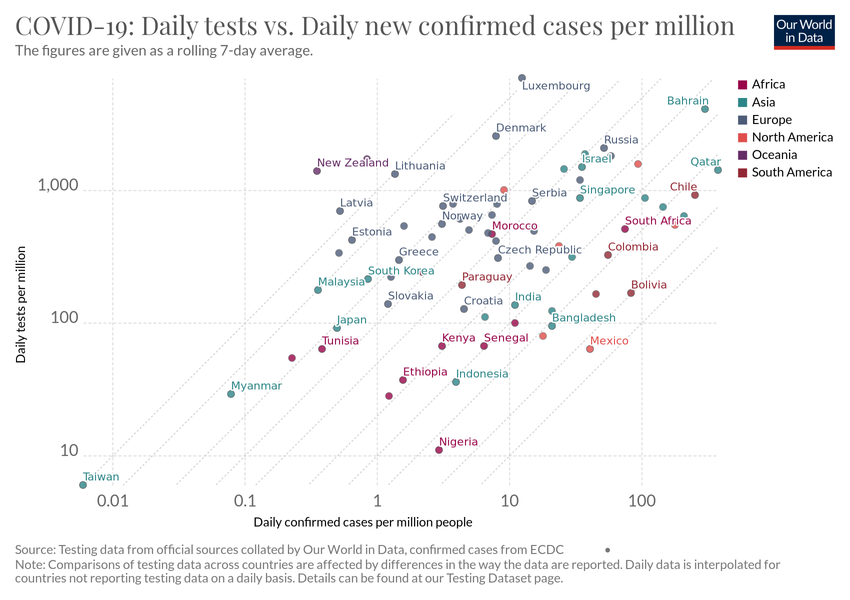 COVID-19: Daily tests vs. Daily new confirmed cases per million
The figures are given as a rolling 7-day average.
Our World
in Data
Luxembourg
Africa
Asia
Europe
North America
Oceania
South America
Bahrain
Denmark
Russia
New Zealand
Lithuania
Israel
Qatar
1,000
Latvia
Switzerland
Serbia
Singapore
Chile
Norway
Morocco
South Africa
Estonia
Greece
Czech Republic
Colombia
Malaysia
South Korea
Paraguay
Bolivia
Slovakia
Croatia
India
100
Japan
Bangladesh
Tunisia
Kenya
Senegal
Mexico
Myanmar
Ethiopia
Indonesia
Nigeria
10
Taiwan
Daily tests per million
0.01
0.1
1
10
100
Daily confirmed cases per million people
Source: Testing data from official sources collated by Our World in Data, confirmed cases from ECDC
Note: Comparisons of testing data across countries are affected by differences in the way the data are reported. Daily data is interpolated for
countries not reporting testing data on a daily basis. Details can be found at our Testing Dataset page.